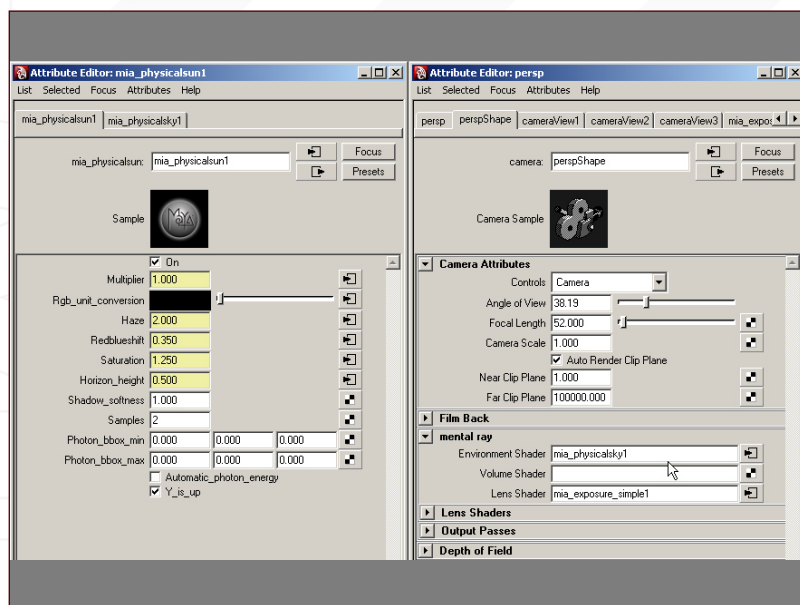 Attribute Editor: mia_physicalsun1
List Selected Focus Attributes Help
mia_physicalsun1 mia_physicalsky1
mia_physicalsun: mia_physicalsun1
Focus
Presets
Sample
MAYA
On
Multiplier 1.000
Rgb_unit_conversion
Haze 2.000
Redblueshift 0.350
Saturation 1.250
Horizon_height 0.500
Shadow_softness 1.000
Samples 2
Photon_bbox_min 0.000 0.000 0.000
Photon_bbox_max 0.000 0.000 0.000
Automatic_photon_energy
Y_is_up
Attribute Editor: persp
List Selected Focus Attributes Help
persp perspShape cameraView1 cameraView2 cameraView3 mia_expos
camera: perspShape
Focus
Presets
Camera Sample
Camera Attributes
Controls Camera
Angle of View 38.19
Focal Length 52.000
Camera Scale 1.000
Auto Render Clip Plane
Near Clip Plane 1.000
Far Clip Plane 100000.000
Film Back
mental ray
Environment Shader mia_physicalsky1
Volume Shader
Lens Shader mia_exposure_simple1
Lens Shaders
Output Passes
Depth of Field